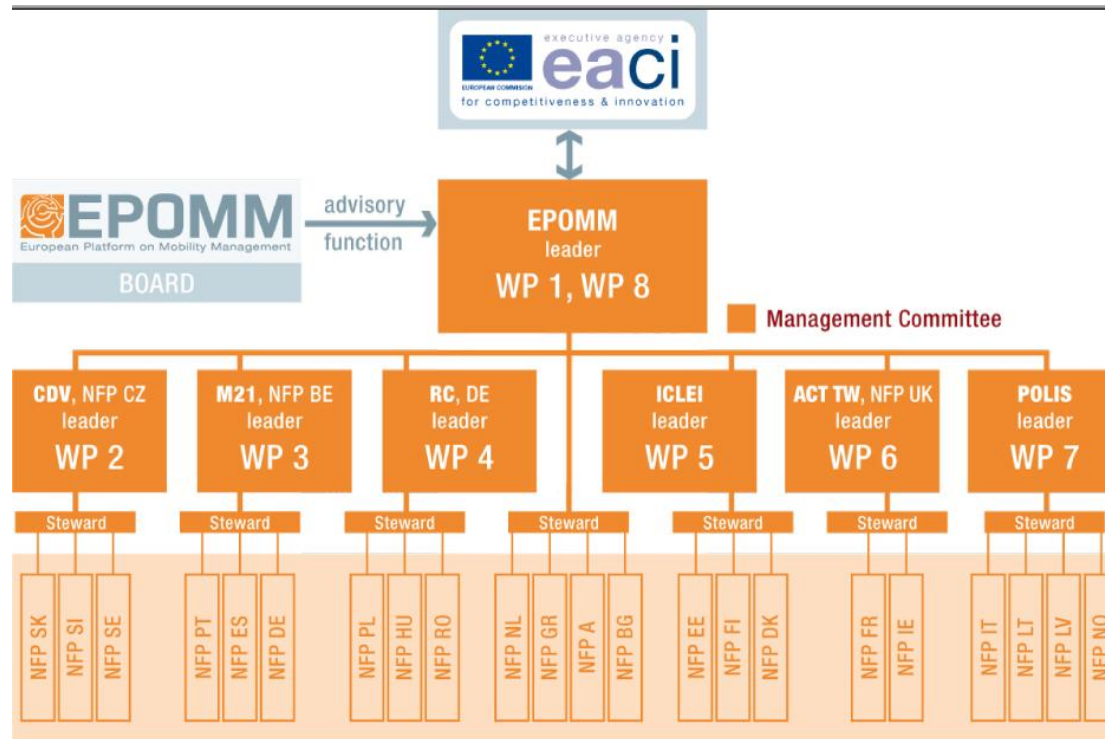 executive agency
eaci
EUROPEAN COMMISSION
for competitiveness & innovation
EPOMM
European Platform on Mobility Management
BOARD
advisory
function
EPOMM
leader
WP 1, WP 8
Management Committee
CDV, NFP CZ
leader
WP 2
M21, NFP BE
leader
WP 3
RC, DE
leader
WP 4
ICLEI
leader
WP 5
ACT TW, NFP UK
leader
WP 6
POLIS
leader
WP 7
Steward
Steward
Steward
Steward
Steward
Steward
Steward
NFP SK
NFP SI
NFP SE
NFP PT
NFP ES
NFP DE
NFP PL
NFP HU
NFP RO
NFP NL
NFP GR
NFP A
NFP BG
NFP EE
NFP FI
NFP DK
NFP FR
NFP IE
NFP IT
NFP LT
NFP LV
NFP NO